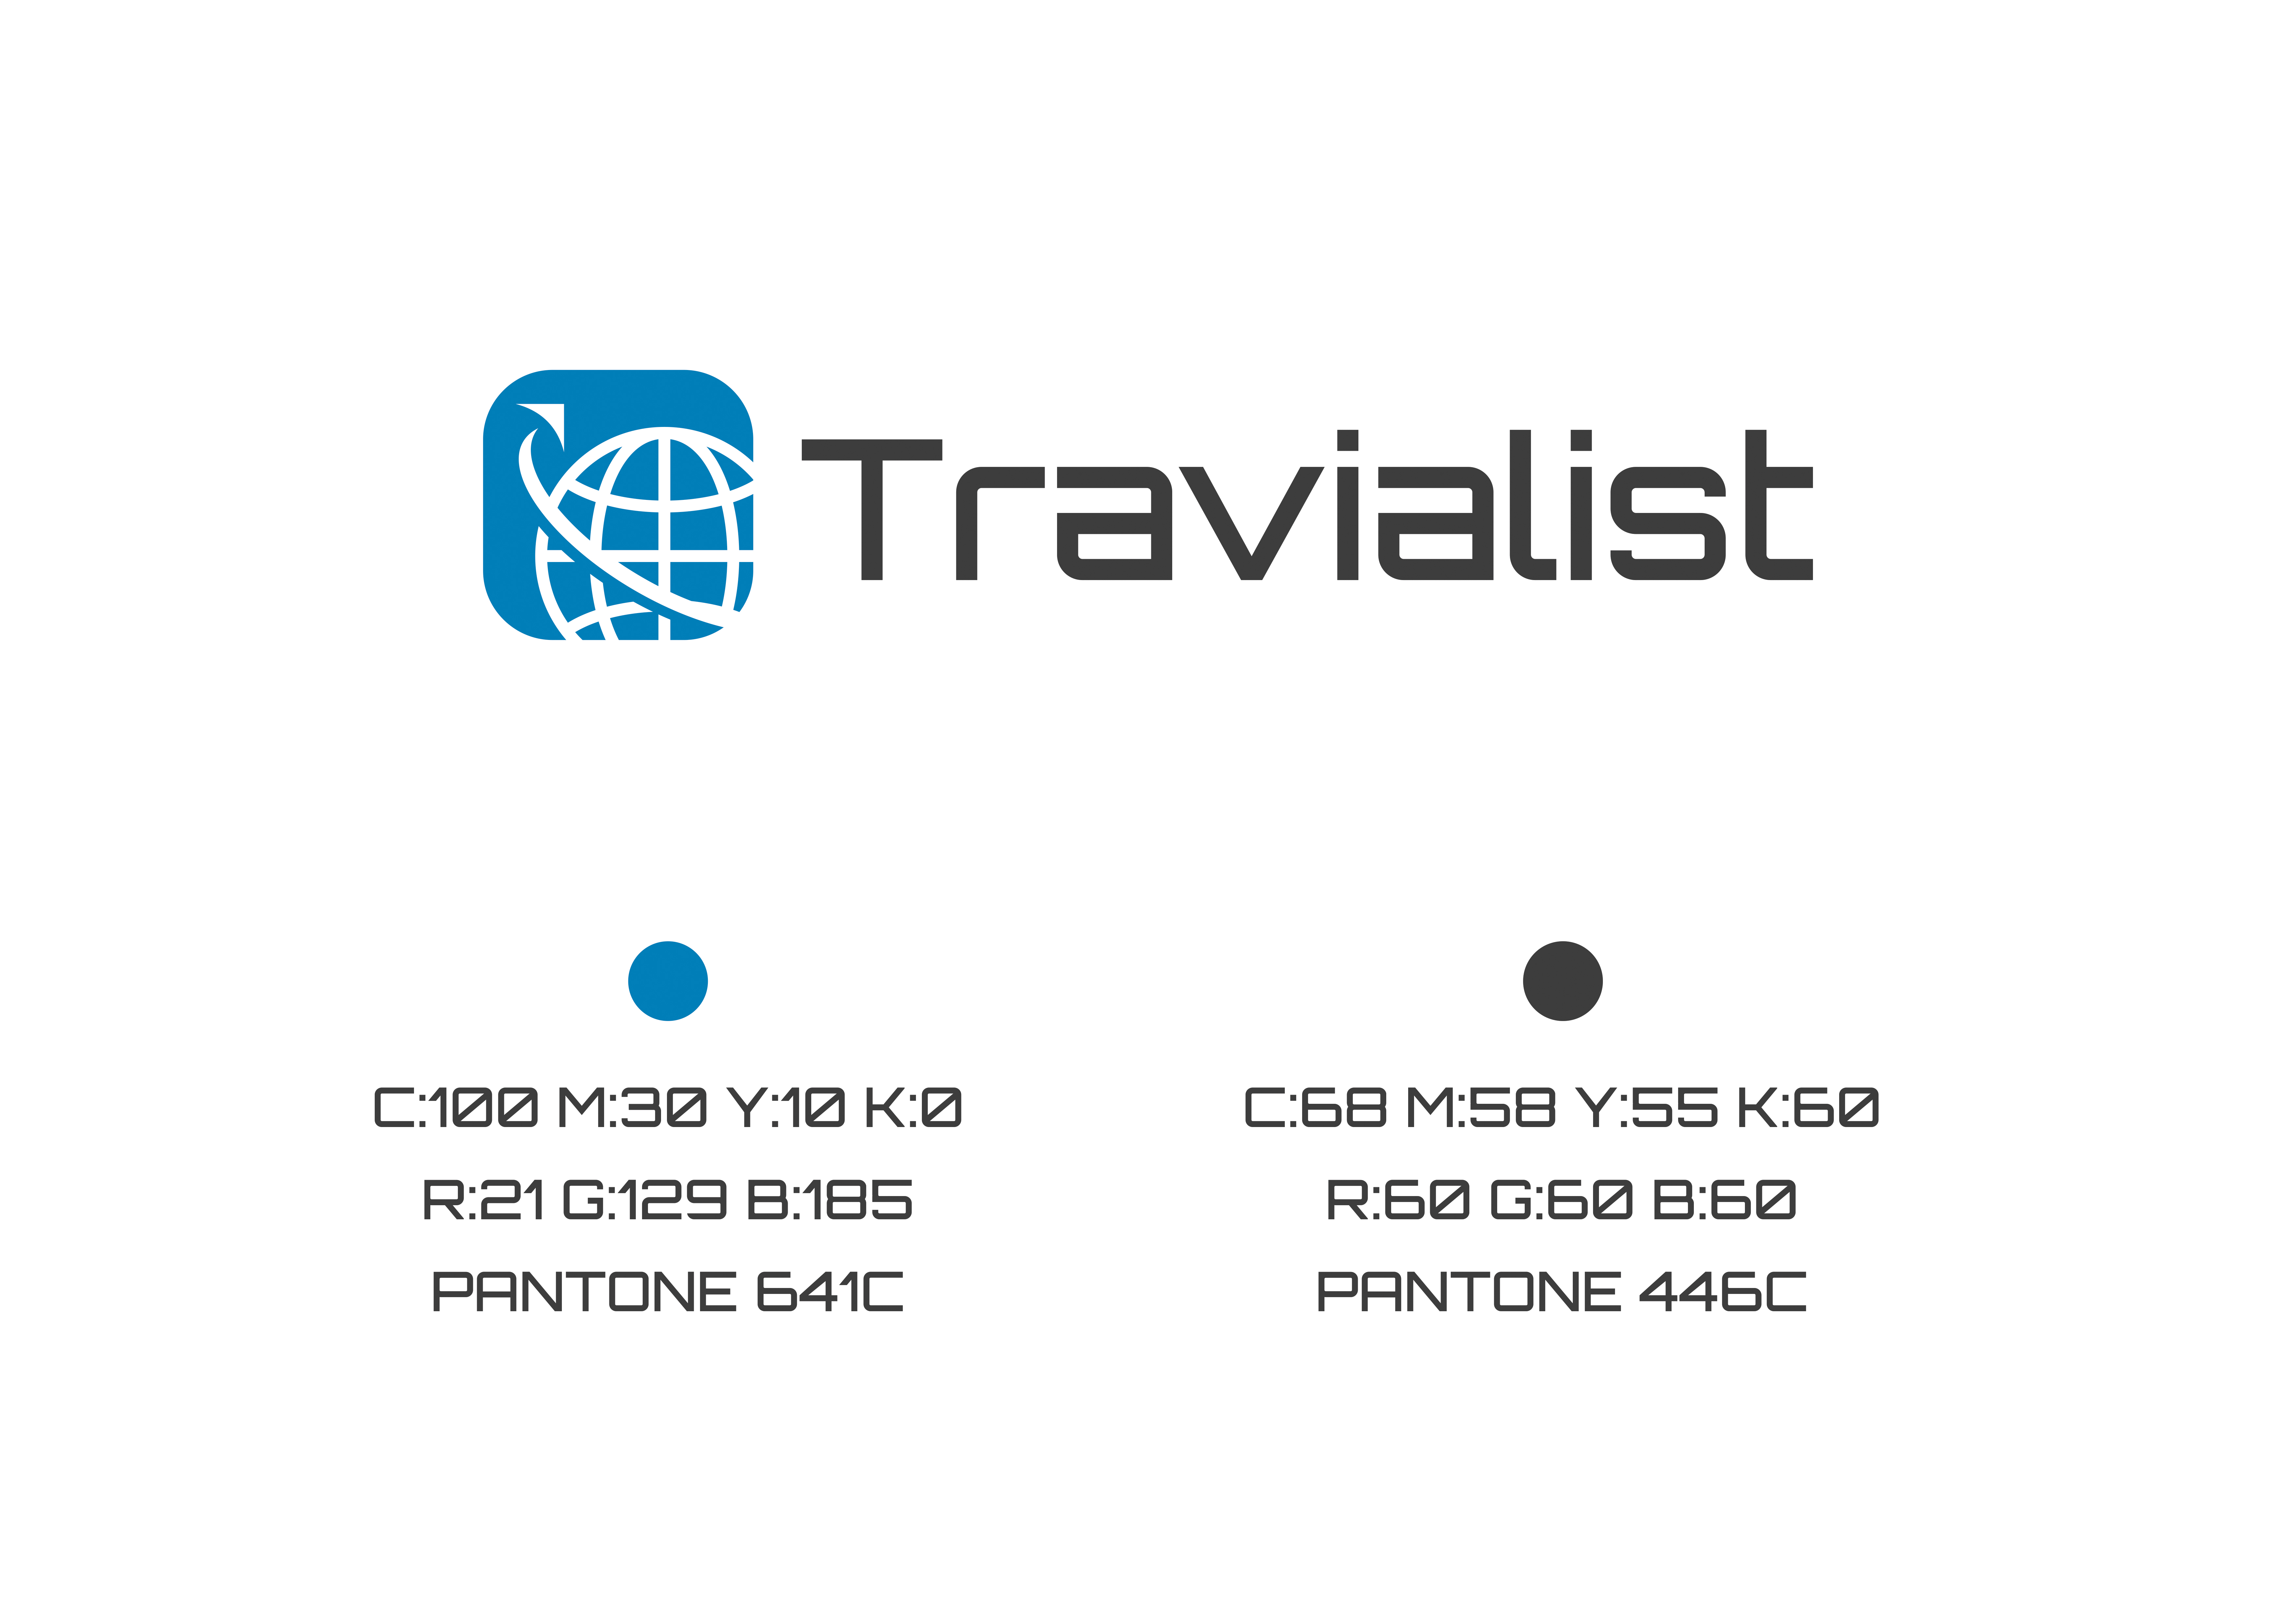 Travialist
C:100 M:30 Y:10 K:0
C:68 M:58 Y:55 K:60
R:21 G:129 B:185
R:60 G:60 B:60
PANTONE 641C
PANTONE 446C